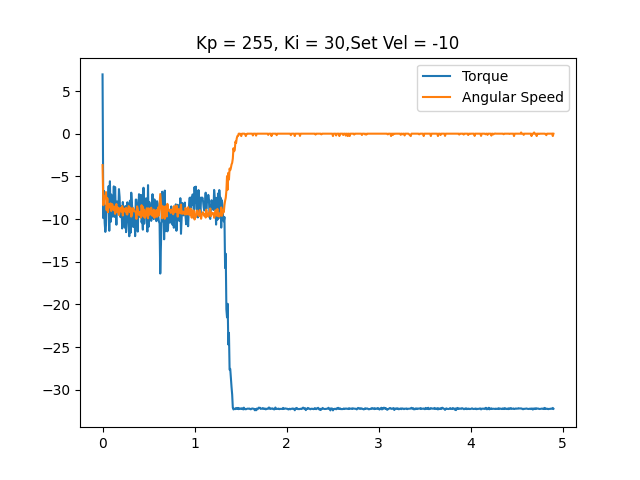 Kp = 255, Ki = 30,Set Vel = -10
Torque
Angular Speed
5
0
−5
−10
−15
−20
−25
−30
0 1 2 3 4 5